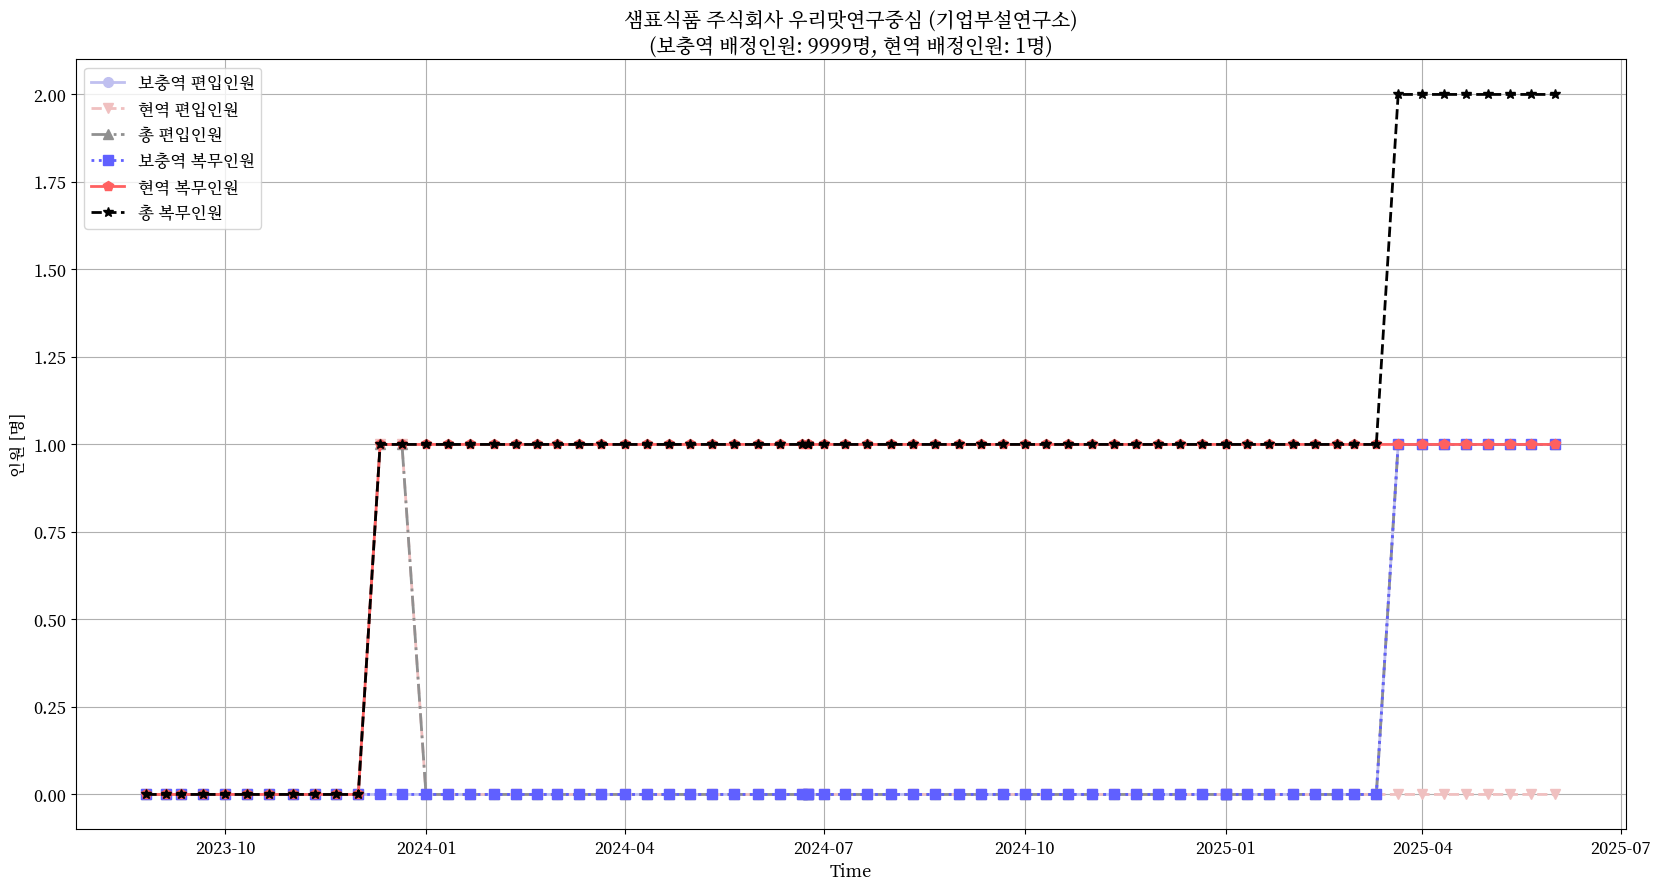 샘표식품 주식회사 우리맛연구중심 (기업부설연구소)
(보충역 배정인원: 9999명, 현역 배정인원: 1명)
보충역 편입인원
현역 편입인원
총 편입인원
보충역 복무인원
현역 복무인원
총 복무인원
2.00
1.75
1.50
1.25
1.00
0.75
0.50
0.25
0.00
인원 [명]
2023-10 2024-01 2024-04 2024-07 2024-10 2025-01 2025-04 2025-07
Time